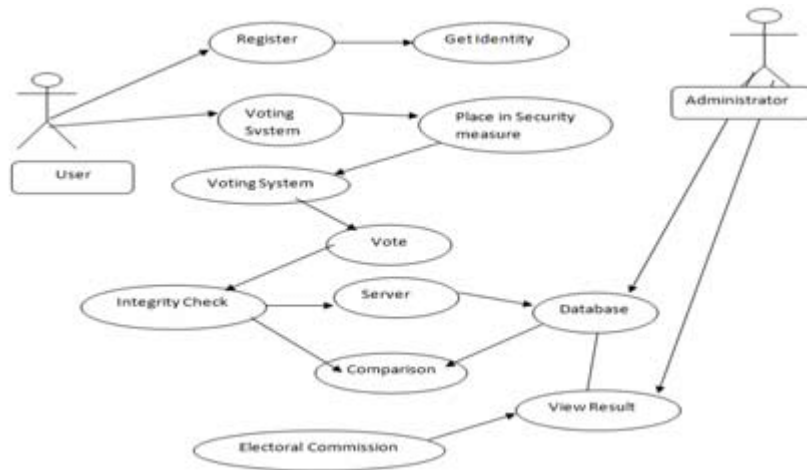 Register
Get Identity
Administrator
Voting
Svstem
Place in Security
measure
User
Voting System
Vote
Integrity Check
Server
Database
Comparison
View Result
Electoral Commission